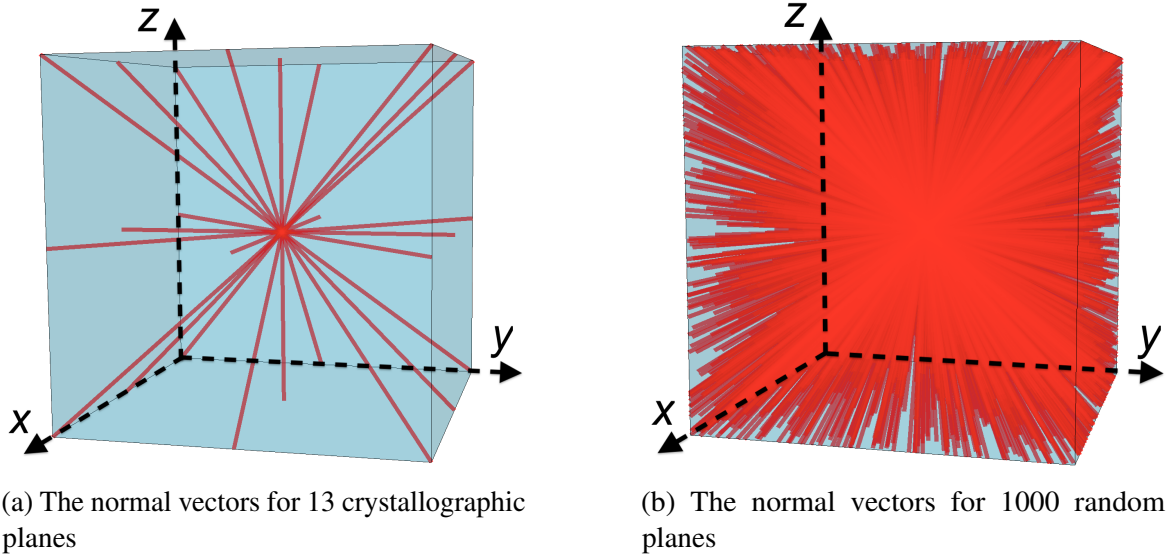 z
y
x
(a) The normal vectors for 13 crystallographic
planes
z
y
x
(b) The normal vectors for 1000 random
planes